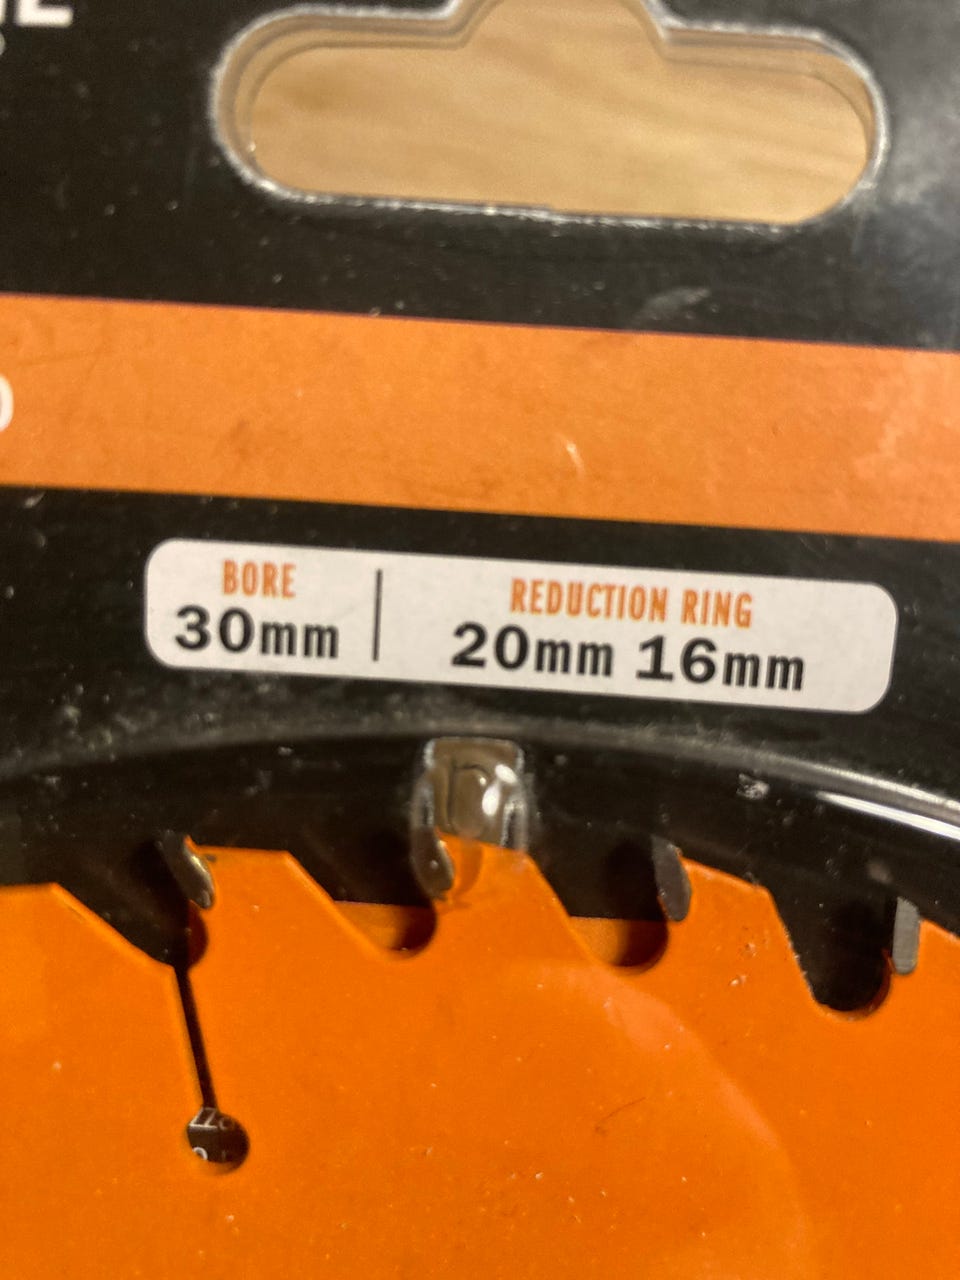 BORE
30mm
REDUCTION RING
20mm 16mm